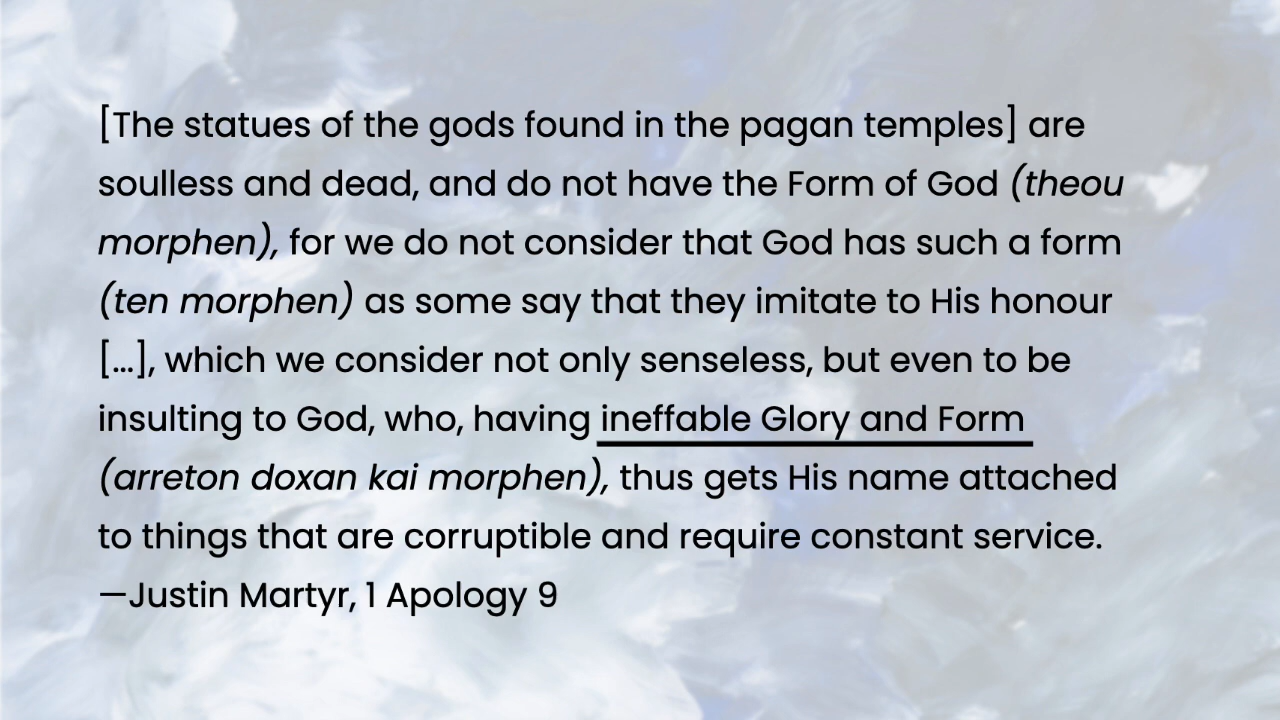 [The statues of the gods found in the pagan temples] are
soulless and dead, and do not have the Form of God (theou
morphen), for we do not consider that God has such a form
(ten morphen) as some say that they imitate to His honour
[...], which we consider not only senseless, but even to be
insulting to God, who, having ineffable Glory and Form
(arreton doxan kai morphen), thus gets His name attached
to things that are corruptible and require constant service.
—Justin Martyr, 1 Apology 9